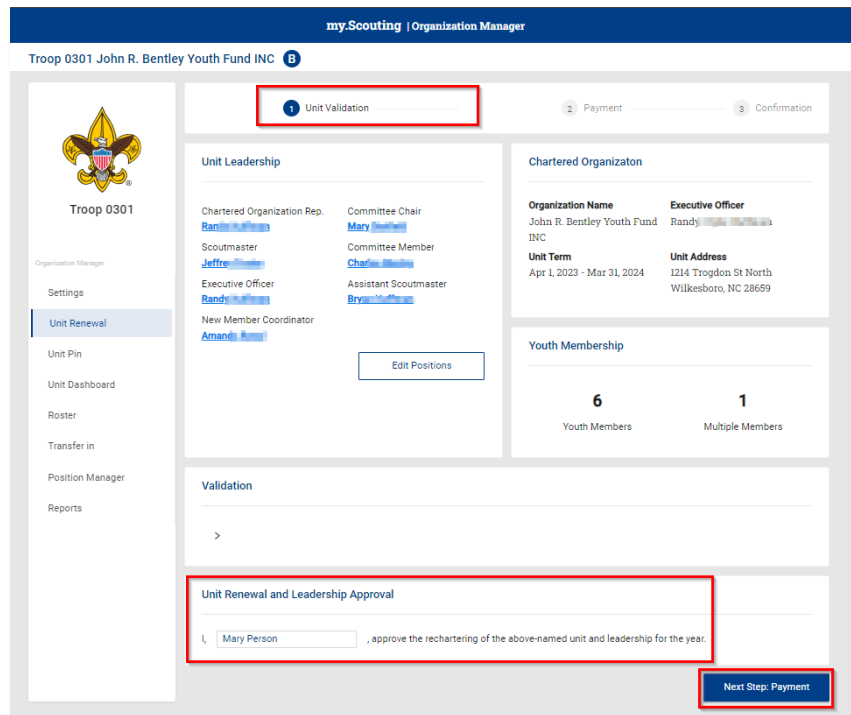 my.Scouting | Organization Manager
Troop 0301 John R. Bentley Youth Fund INC B
Troop 0301
Organization Manager
Settings
Unit Renewal
Unit Pin
Unit Dashboard
Roster
Transfer in
Position Manager
Reports
1 Unit Validation
2 Payment
3 Confirmation
Unit Leadership
Chartered Organization Rep.
Committee Chair
Mary
Scoutmaster
Committee Member
Executive Officer
Assistant Scoutmaster
Randy
New Member Coordinator
Edit Positions
Chartered Organizaton
Organization Name
John R. Bentley Youth Fund
INC
Executive Officer
Randy
Unit Term
Apr 1, 2023 - Mar 31, 2024
Unit Address
1214 Trogdon St North
Wilkesboro, NC 28659
Youth Membership
6
Youth Members
1
Multiple Members
Validation
>
Unit Renewal and Leadership Approval
I, Mary Person , approve the rechartering of the above-named unit and leadership for the year.
Next Step: Payment